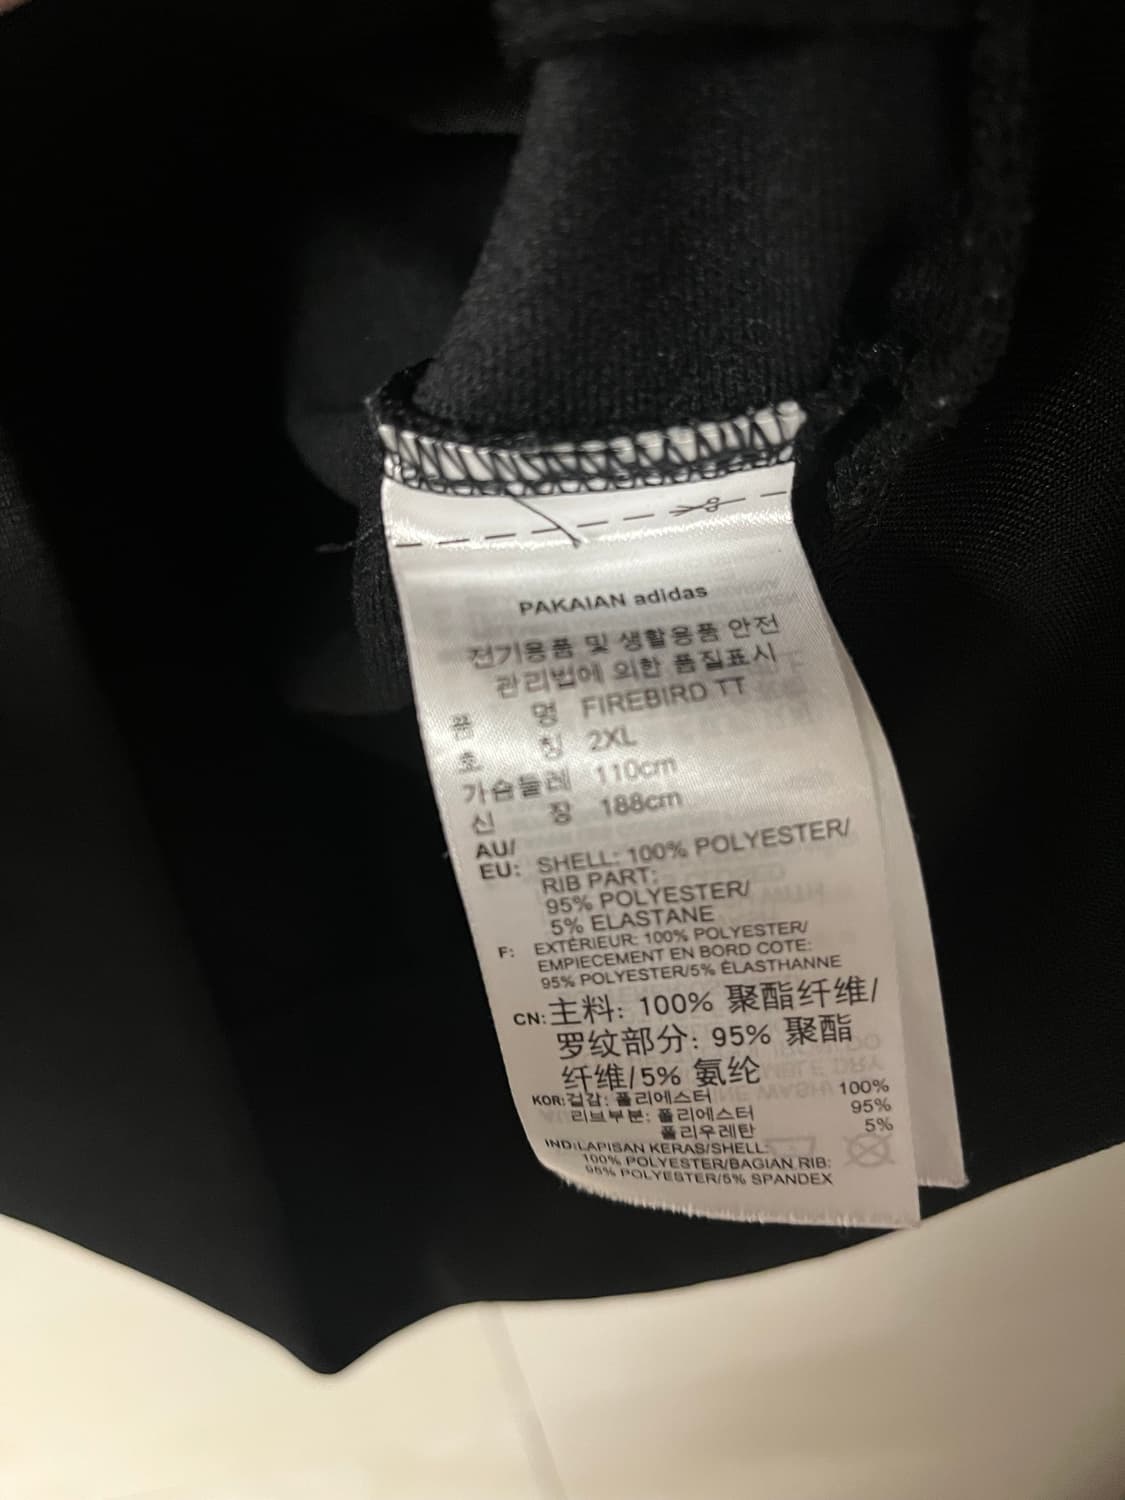 PAKAIAN adidas
전기용품 및 생활용품 안전
관리법에 의한 품질표시
품 명 FIREBIRD TT
호 칭 2XL
가슴둘레 110cm
신 장 188cm
AU/
EU: SHELL: 100% POLYESTER/
RIB PART:
95% POLYESTER/
5% ELASTANE
F: EXTÉRIEUR: 100% POLYESTER/
EMPIECEMENT EN BORD COTE:
95% POLYESTER/5% ÉLASTHANNE
CN: 主料: 100% 聚酯纤维/
罗纹部分: 95% 聚酯
纤维/5% 氨纶
KOR: 겉감: 폴리에스터 100%
리브부분: 폴리에스터 95%
폴리우레탄 5%
IND: LAPISAN KERAS/SHELL:
100% POLYESTER/BAGIAN RIB:
95% POLYESTER/5% SPANDEX